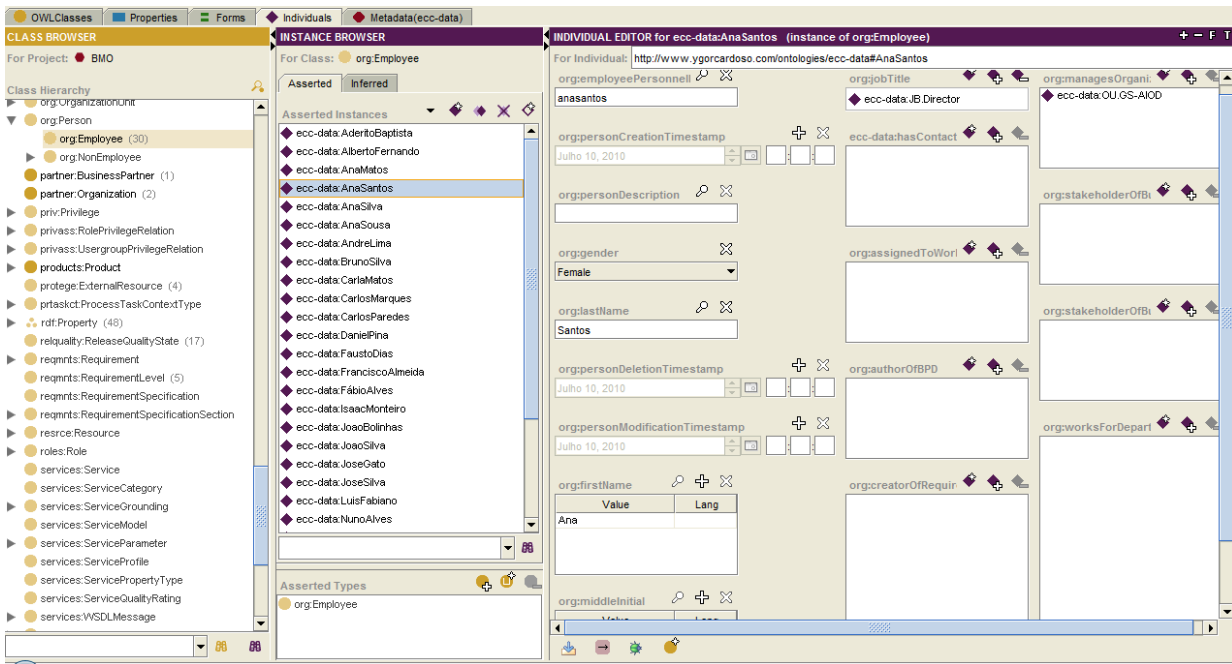 OWLClasses Properties Forms Individuals Metadata(ecc-data)
CLASS BROWSER
For Project: BMO
Class Hierarchy
org:OrganizationUnit
org:Person
org:Employee (30)
org:NonEmployee
partner:BusinessPartner (1)
partner:Organization (2)
priv:Privilege
privass:RolePrivilegeRelation
privass:UsergroupPrivilegeRelation
products:Product
protege:ExternalResource (4)
prtaskct:ProcessTaskContextType
rdf:Property (48)
relquality:ReleaseQualityState (17)
reqmnts:Requirement
reqmnts:RequirementLevel (5)
reqmnts:RequirementSpecification
reqmnts:RequirementSpecificationSection
resrce:Resource
roles:Role
services:Service
services:ServiceCategory
services:ServiceGrounding
services:ServiceModel
services:ServiceParameter
services:ServiceProfile
services:ServicePropertyType
services:ServiceQualityRating
services:WSDLMessage
INSTANCE BROWSER
For Class: org:Employee
Asserted Inferred
Asserted Instances
ecc-data:AderitoBaptista
ecc-data:AlbertoFernando
ecc-data:AnaMatos
ecc-data:AnaSantos
ecc-data:AnaSilva
ecc-data:AnaSousa
ecc-data:AndreLima
ecc-data:BrunoSilva
ecc-data:CarlaMatos
ecc-data:CarlosMarques
ecc-data:CarlosParedes
ecc-data:DanielPina
ecc-data:FaustoDias
ecc-data:FranciscoAlmeida
ecc-data:FábioAlves
ecc-data:IsaacMonteiro
ecc-data:JoaoBolinhas
ecc-data:JoaoSilva
ecc-data:JoseGato
ecc-data:JoseSilva
ecc-data:LuisFabiano
ecc-data:NunoAlves
Asserted Types
org:Employee
INDIVIDUAL EDITOR for ecc-data:AnaSantos (instance of org:Employee) + - F T
For Individual: http://www.ygorcardoso.com/ontologies/ecc-data#AnaSantos
org:employeePersonnell
anasantos
org:personCreationTimestamp
Julho 10, 2010
org:personDescription
org:gender
Female
org:lastName
Santos
org:personDeletionTimestamp
Julho 10, 2010
org:personModificationTimestamp
Julho 10, 2010
org:firstName
Value Lang
Ana
org:middleInitial
Value Lang
org:jobTitle
ecc-data:JB.Director
ecc-data:hasContact
org:assignedToWorl
org:authorOfBPD
org:creatorOfRequir
org:managesOrgani
ecc-data:OU.GS-AIOD
org:stakeholderOfBu
org:stakeholderOfBu
org:worksForDepart